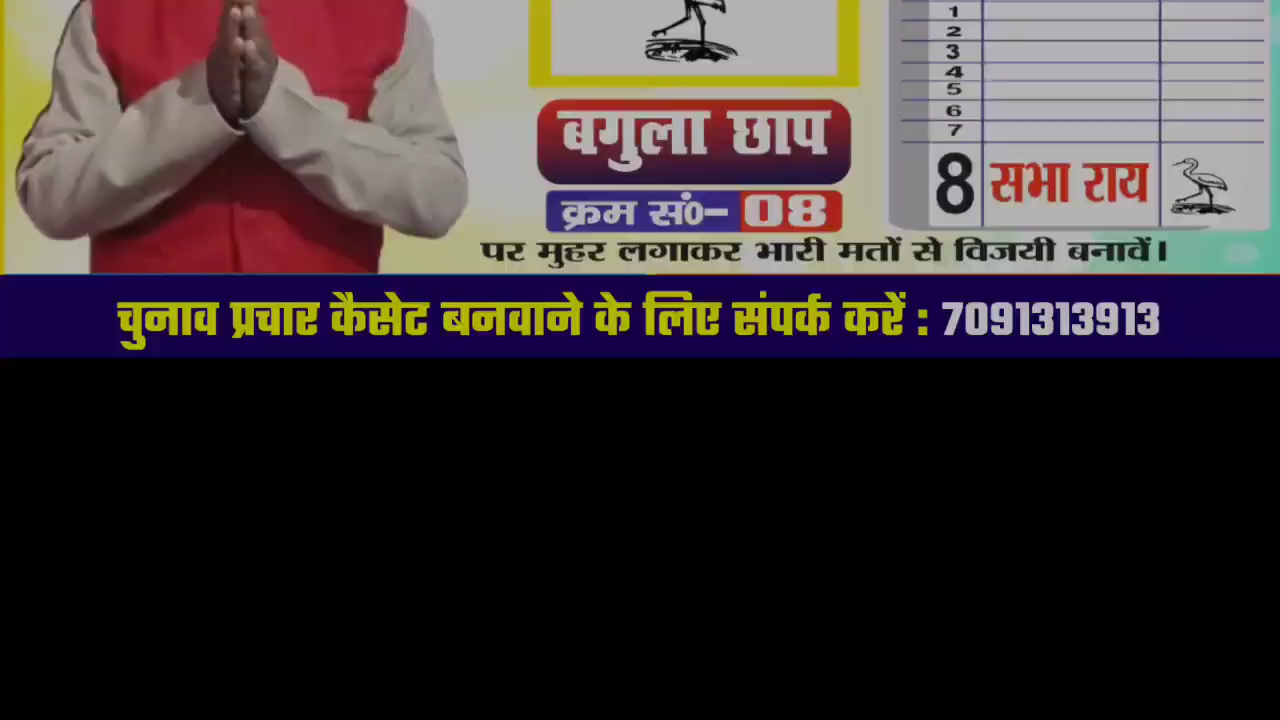 1
2
3
4
5
6
7
8 सभा राय
बगुला छाप
क्रम सं०– 08
पर मुहर लगाकर भारी मतों से विजयी बनावें।
चुनाव प्रचार कैसेट बनवाने के लिए संपर्क करें : 7091313913